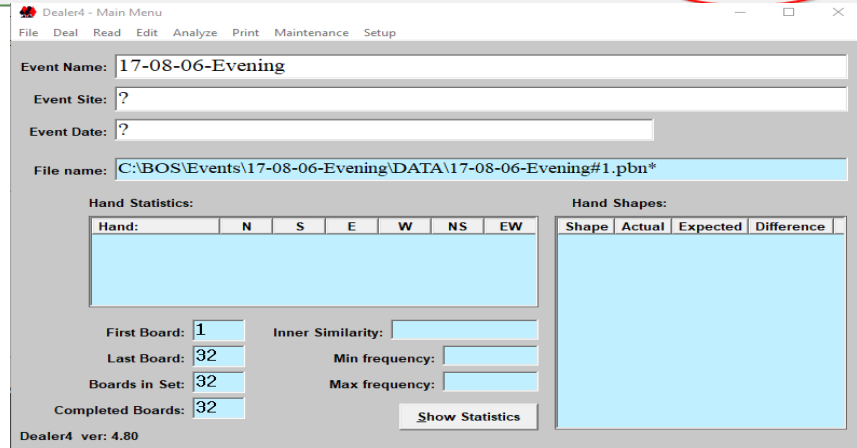 Dealer4 - Main Menu
File Deal Read Edit Analyze Print Maintenance Setup
Event Name: 17-08-06-Evening
Event Site: ?
Event Date: ?
File name: C:\BOS\Events\17-08-06-Evening\DATA\17-08-06-Evening#1.pbn*
Hand Statistics: Hand Shapes:
Hand: N S E W NS EW Shape Actual Expected Difference
First Board: 1 Inner Similarity:
Last Board: 32 Min frequency:
Boards in Set: 32 Max frequency:
Completed Boards: 32 Show Statistics
Dealer4 ver: 4.80